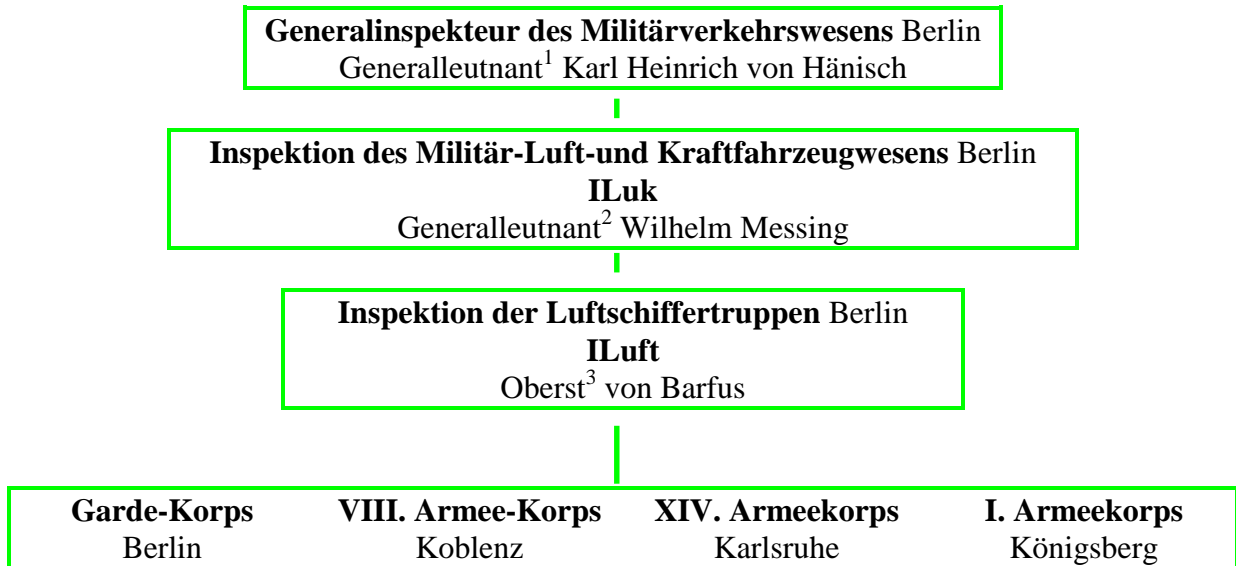 Generalinspekteur des Militärverkehrswesens Berlin
Generalleutnant¹ Karl Heinrich von Hänisch
Inspektion des Militär-Luft-und Kraftfahrzeugwesens Berlin
ILuk
Generalleutnant² Wilhelm Messing
Inspektion der Luftschiffertruppen Berlin
ILuft
Oberst³ von Barfus
Garde-Korps VIII. Armee-Korps XIV. Armeekorps I. Armeekorps
Berlin Koblenz Karlsruhe Königsberg